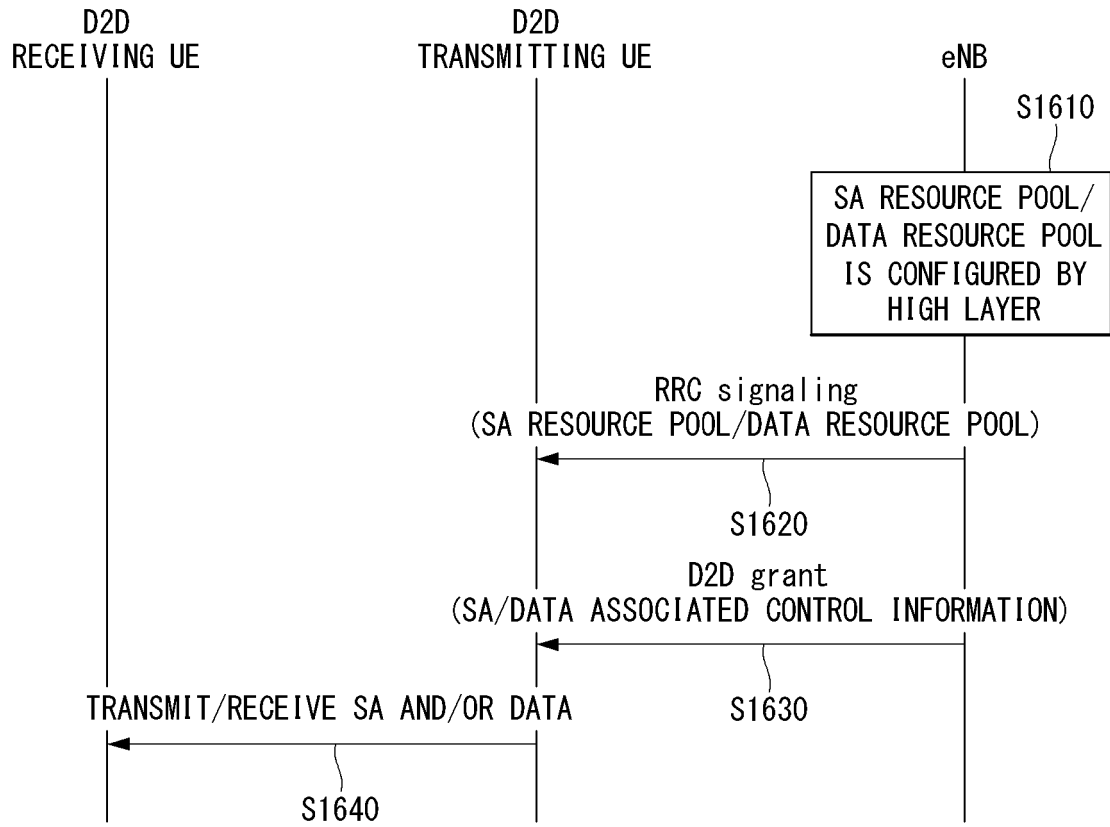 D2D
RECEIVING UE
D2D
TRANSMITTING UE
eNB
S1610
SA RESOURCE POOL/
DATA RESOURCE POOL
IS CONFIGURED BY
HIGH LAYER
RRC signaling
(SA RESOURCE POOL/DATA RESOURCE POOL)
S1620
D2D grant
(SA/DATA ASSOCIATED CONTROL INFORMATION)
S1630
TRANSMIT/RECEIVE SA AND/OR DATA
S1640